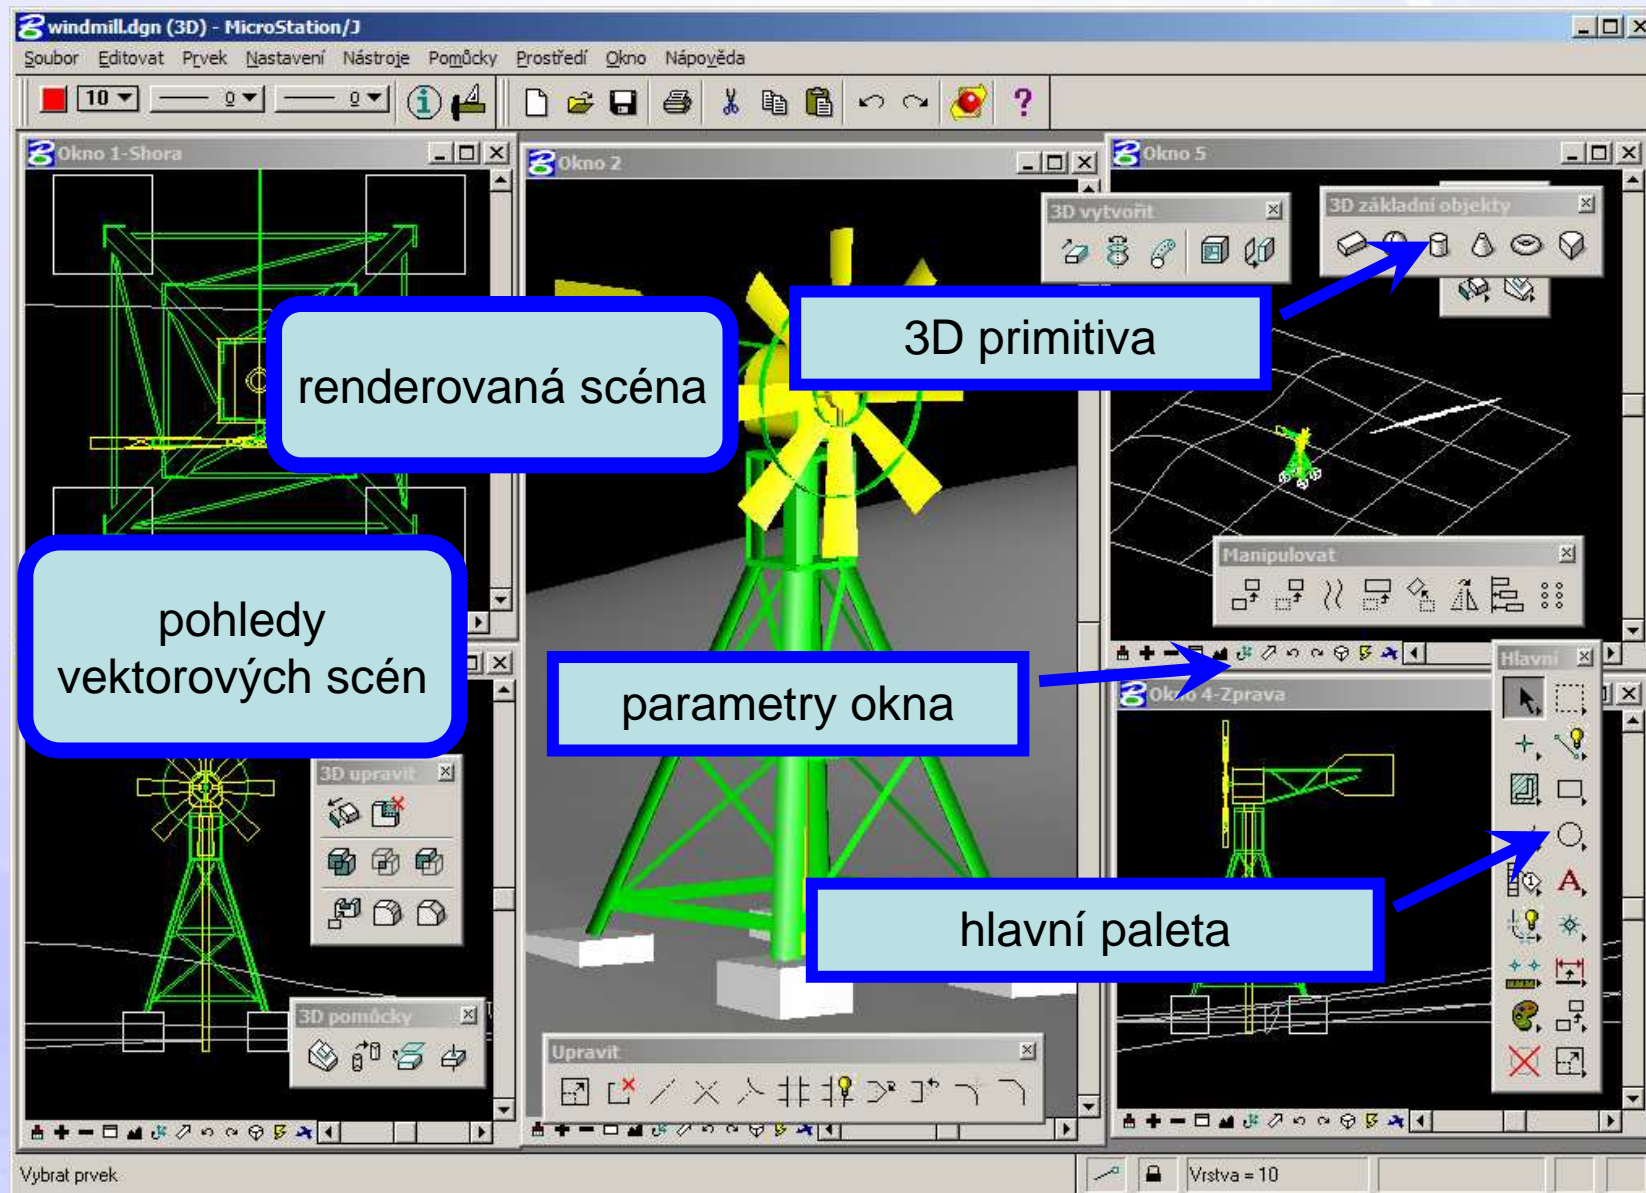 windmill.dgn (3D) - MicroStation/J
Soubor Editovat Prvek Nastavení Nástroje Pomůcky Prostředí Okno Nápověda
10 0 0
Okno 1-Shora
Okno 2
Okno 5
3D vytvořit
3D základní objekty
3D primitiva
renderovaná scéna
Manipulovat
pohledy
vektorových scén
parametry okna
Hlavní
Okno 4-Zprava
3D upravit
hlavní paleta
3D pomůcky
Upravit
Vybrat prvek
Vrstva = 10